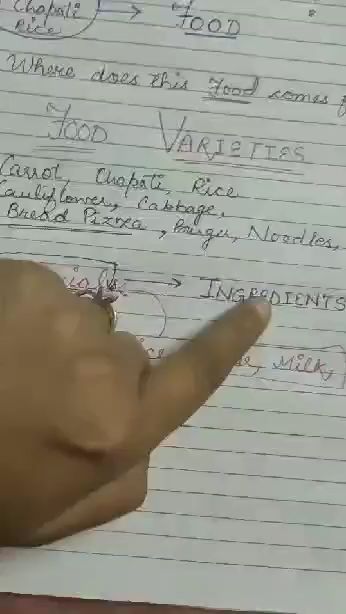 Chapati
Rice → FOOD
Where does this Food comes
FOOD VARIETIES
Carrot, Chapati, Rice
Cauliflower, Cabbage,
Bread Pizza, Noodles,
→ INGREDIENTS
Milk,